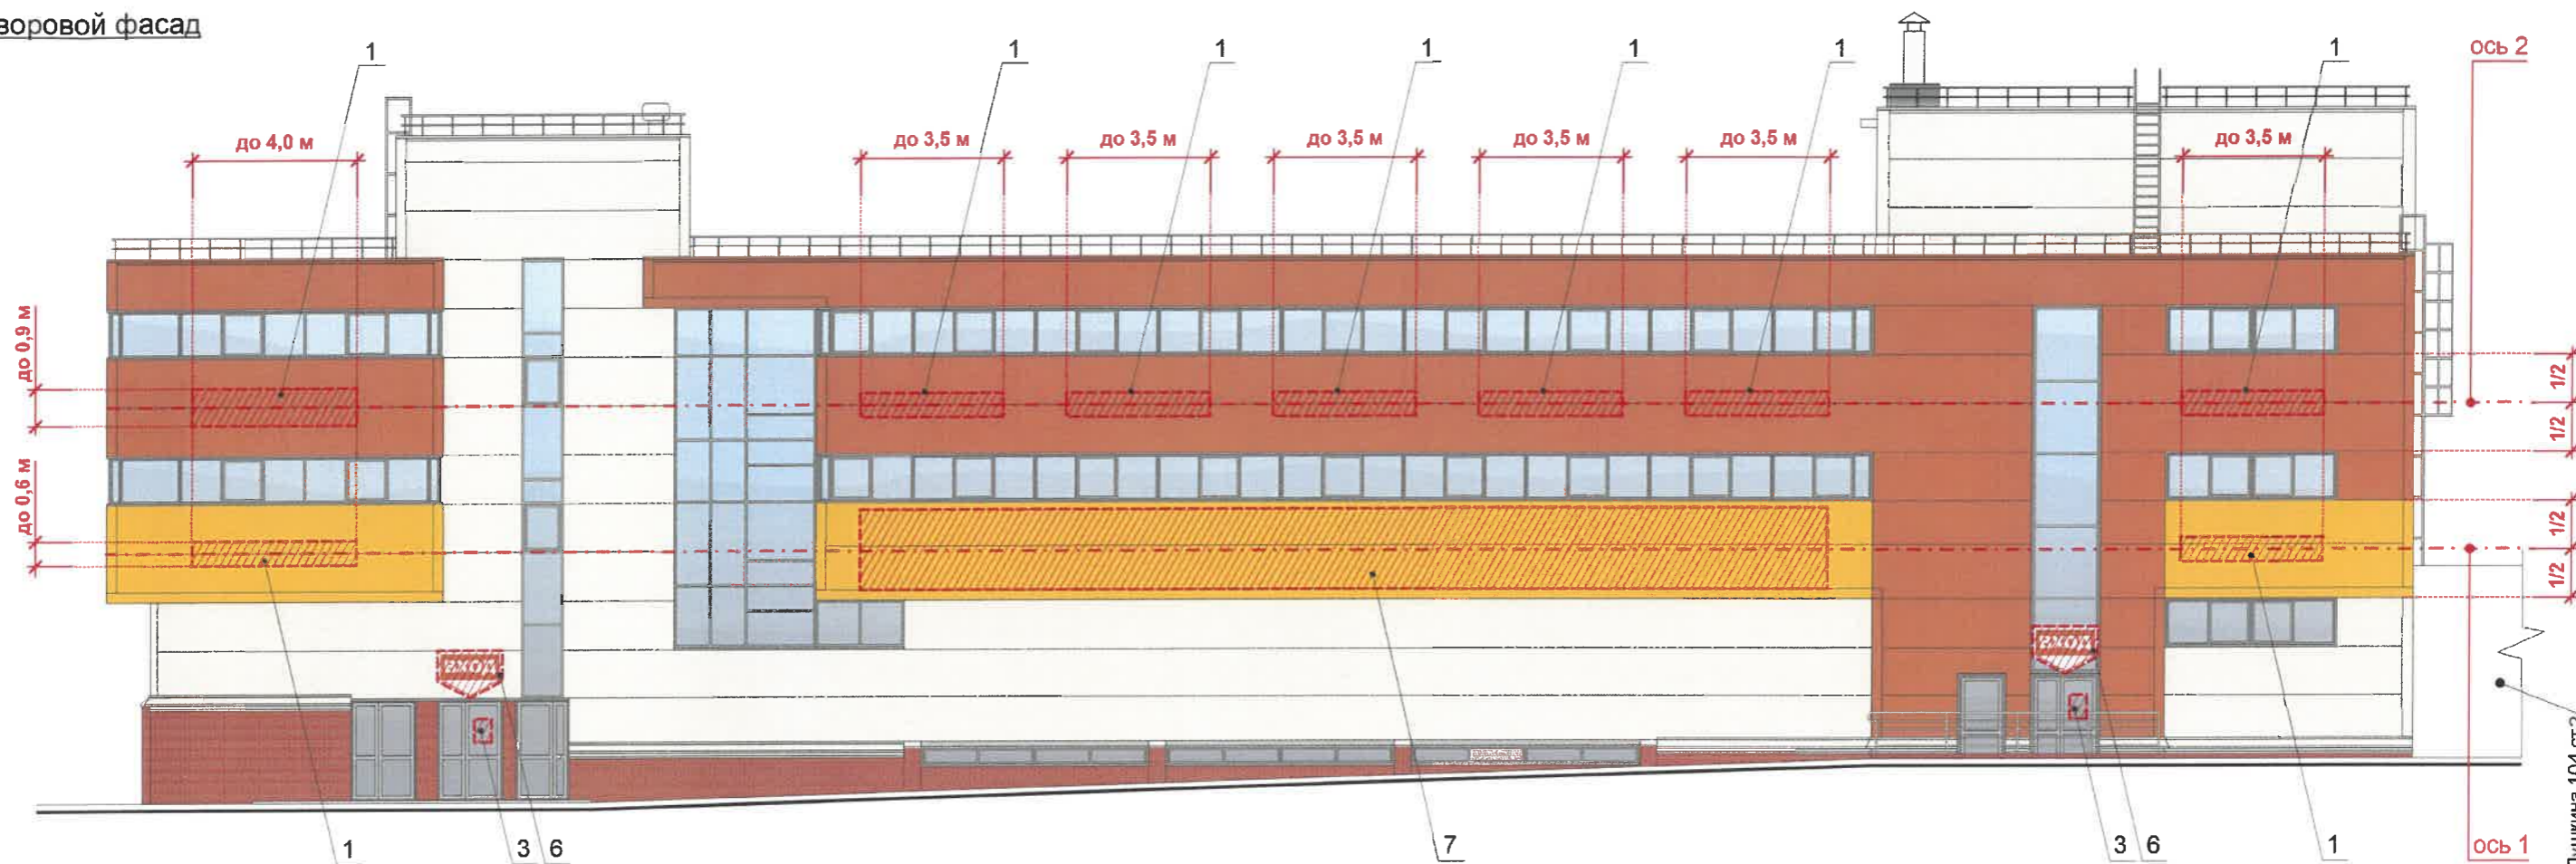 воровой фасад
1 1 1 1 1 1 ось 2 1
до 4,0 м до 3,5 м до 3,5 м до 3,5 м до 3,5 м до 3,5 м до 3,5 м
до 0,9 м
1/2
1/2
до 0,6 м
1/2
1/2
ВХОД ВХОД
1 3 6 7 3 6 1 ось 1